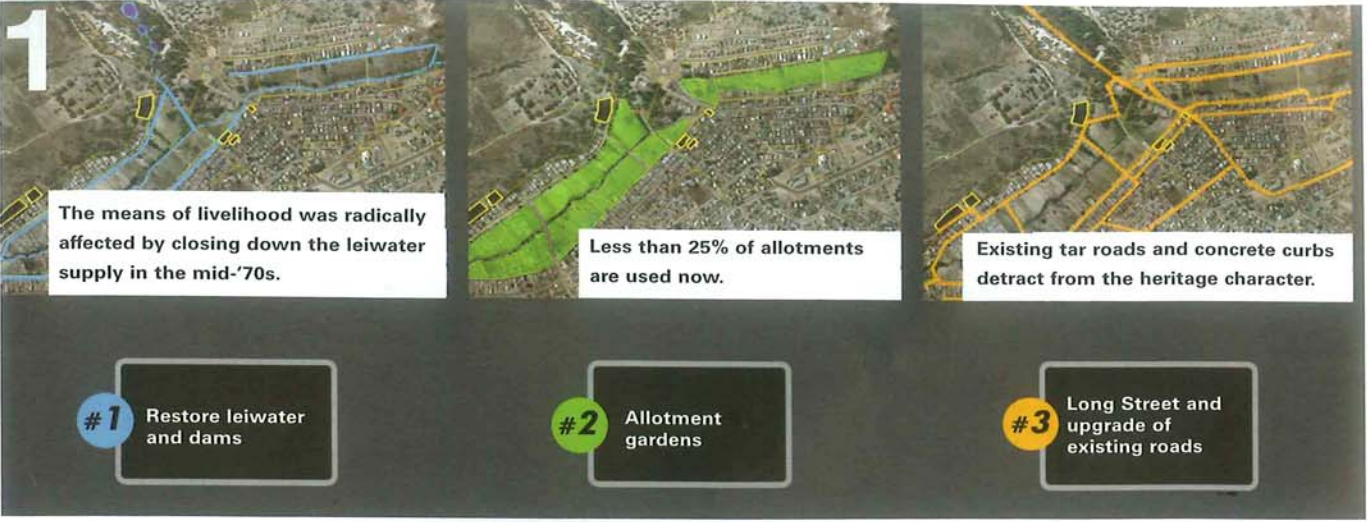 1
The means of livelihood was radically
affected by closing down the leiwater
supply in the mid-’70s.
Less than 25% of allotments
are used now.
Existing tar roads and concrete curbs
detract from the heritage character.
#1
Restore leiwater
and dams
#2
Allotment
gardens
#3
Long Street and
upgrade of
existing roads